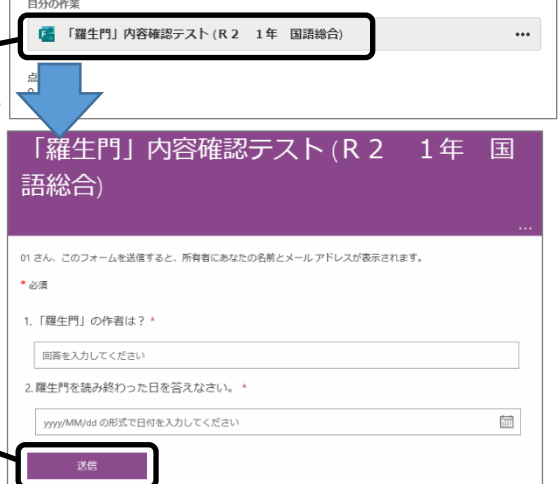 自分の作業
「羅生門」内容確認テスト(R2　1年　国語総合)
「羅生門」内容確認テスト(R2　1年　国
語総合)
01 さん、このフォームを送信すると、所有者にあなたの名前とメール アドレスが表示されます。
* 必須
1. 「羅生門」の作者は？ *
回答を入力してください
2. 羅生門を読み終わった日を答えなさい。 *
yyyy/MM/dd の形式で日付を入力してください
送信